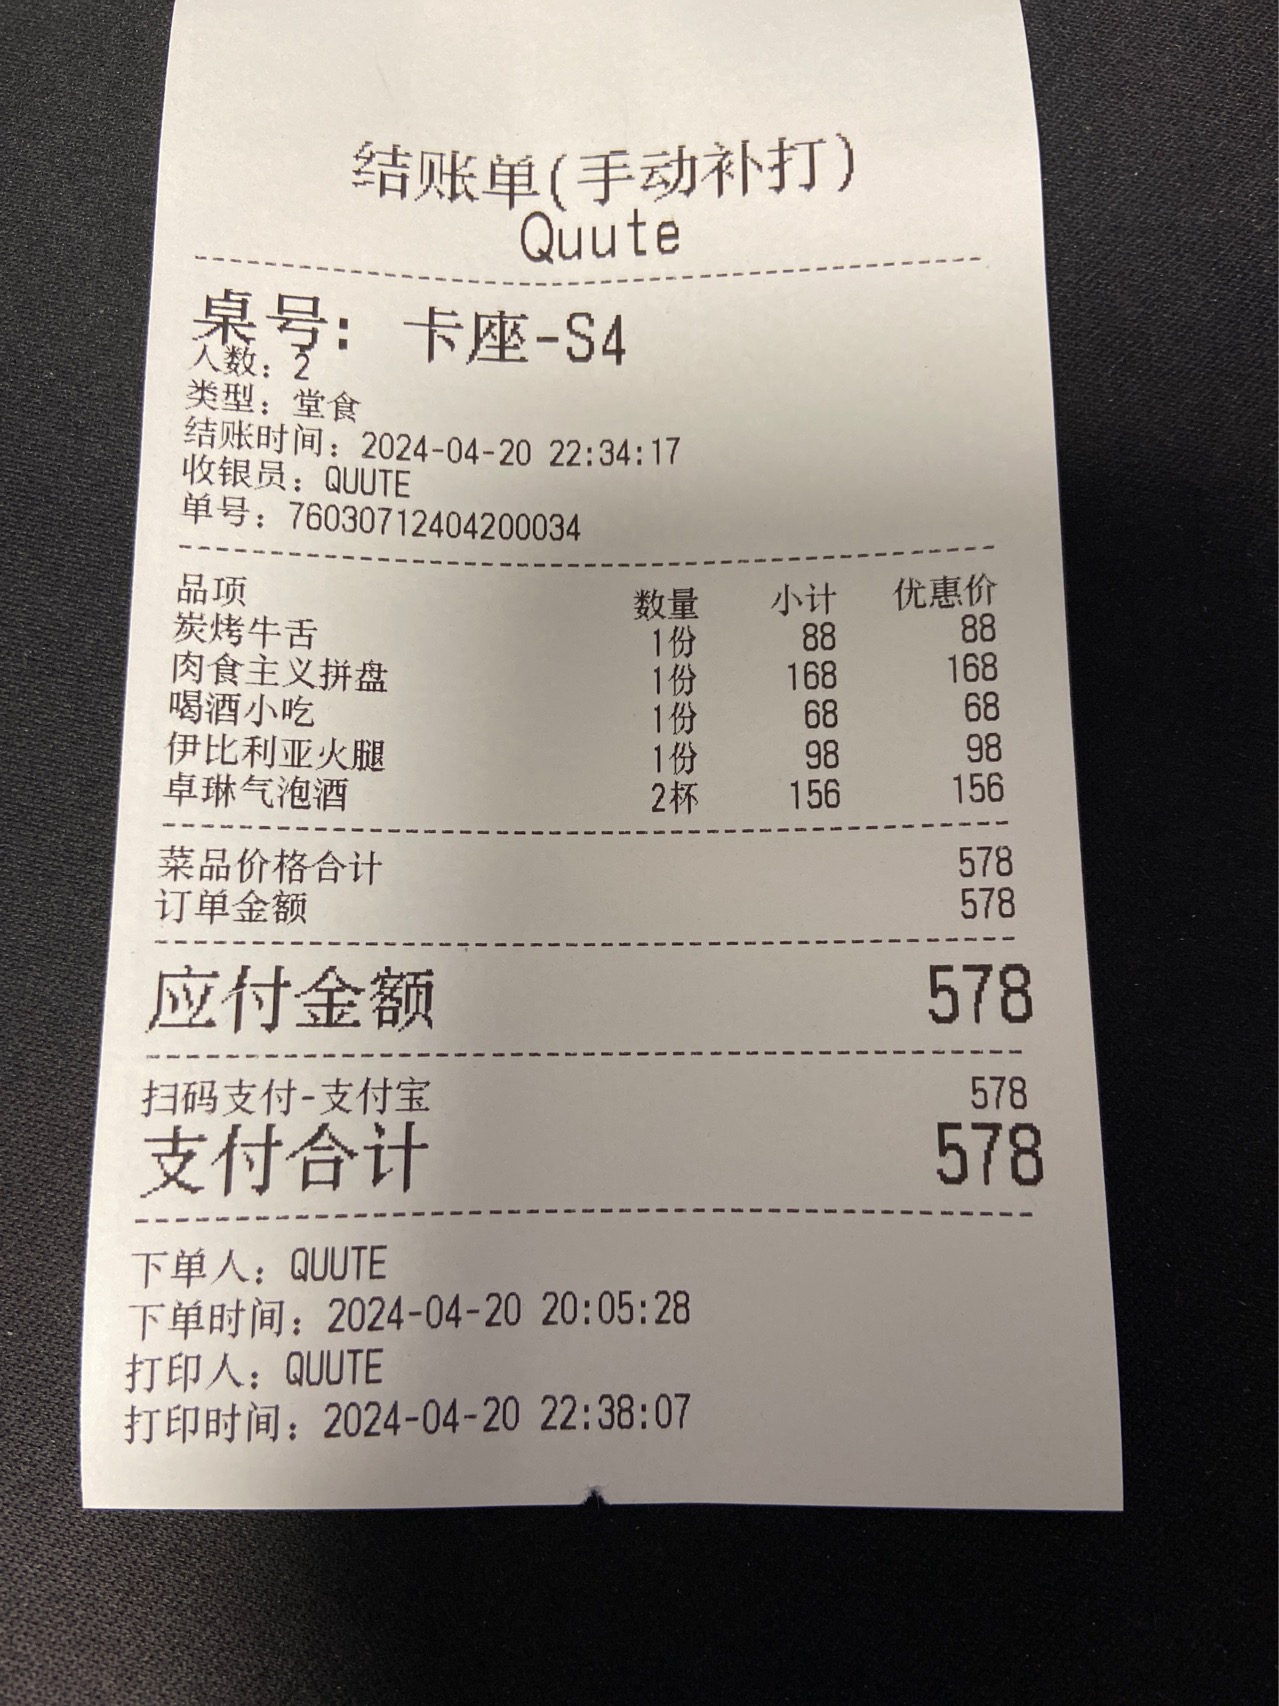 结账单(手动补打)
Quute
桌号: 卡座-S4
人数: 2
类型: 堂食
结账时间: 2024-04-20 22:34:17
收银员: QUUTE
单号: 76030712404200034
品项 数量 小计 优惠价
炭烤牛舌 1份 88 88
肉食主义拼盘 1份 168 168
喝酒小吃 1份 68 68
伊比利亚火腿 1份 98 98
卓琳气泡酒 2杯 156 156
菜品价格合计 578
订单金额 578
应付金额 578
扫码支付-支付宝 578
支付合计 578
下单人: QUUTE
下单时间: 2024-04-20 20:05:28
打印人: QUUTE
打印时间: 2024-04-20 22:38:07